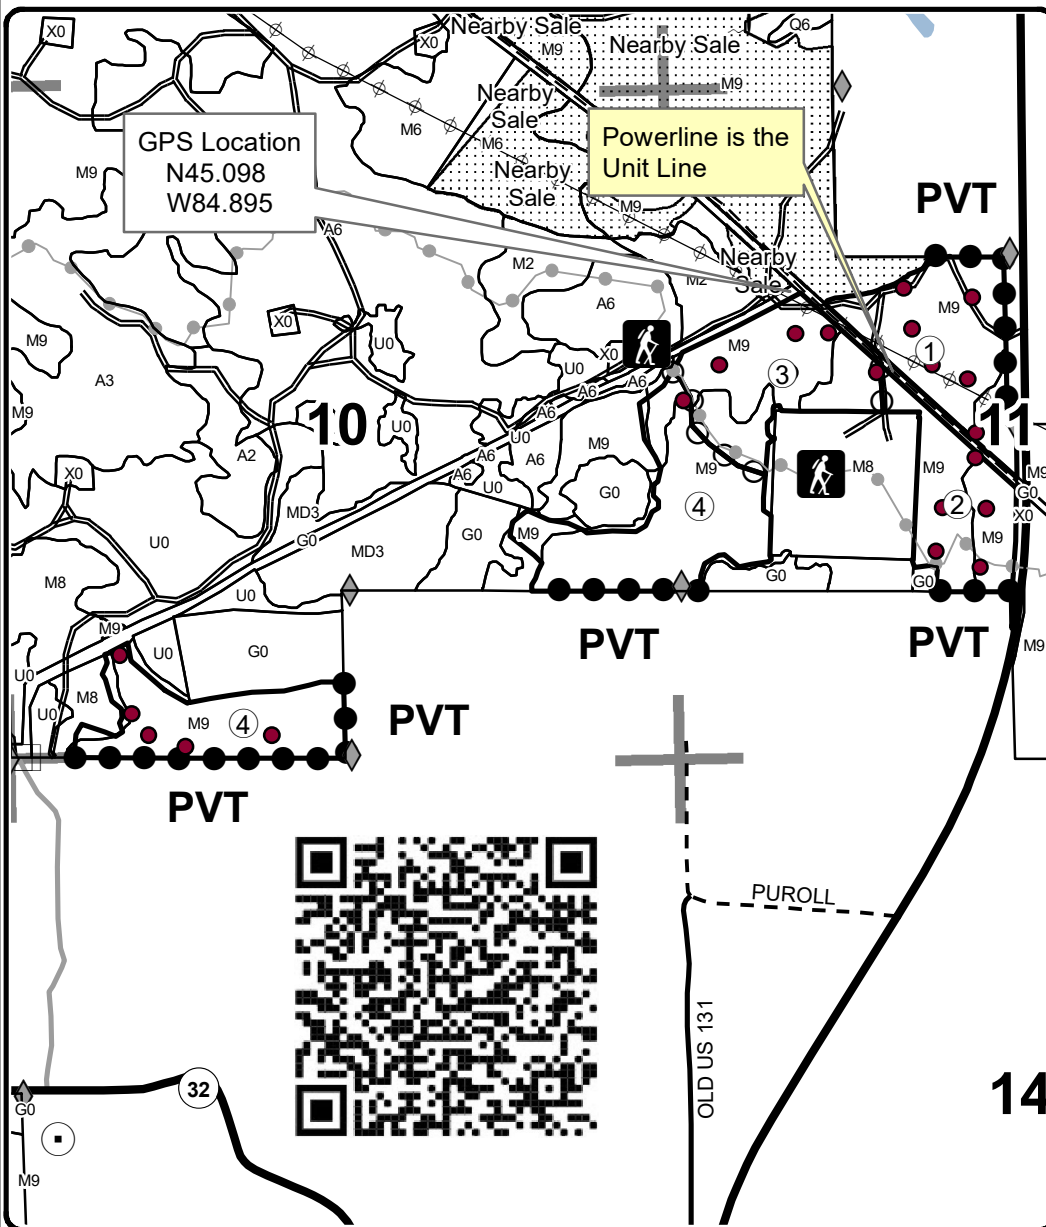 X0
X0
Nearby Sale
M9
Nearby Sale
Q6
M9
Nearby
Sale
M6
M6
GPS Location
N45.098
W84.895
Powerline is the
Unit Line
M9
Nearby
Sale
M9
PVT
A6
M2
M2
Nearby
Sale
A6
M9
X0
U0
M9
X0
M9
1
A3
U0
A6
A6
3
M9
10
A6
U0
11
U0
A2
A6
A6
M9
M9
M8
M9
M9
X0
A6
U0
G0
G0
MD3
4
2
X0
U0
G0
MD3
G0
M9
M9
M8
G0
G0
U0
M9
PVT
PVT
M9
U0
G0
U0
M8
U0
M9
4
PVT
PVT
PUROLL
OLD US 131
32
14
G0
M9